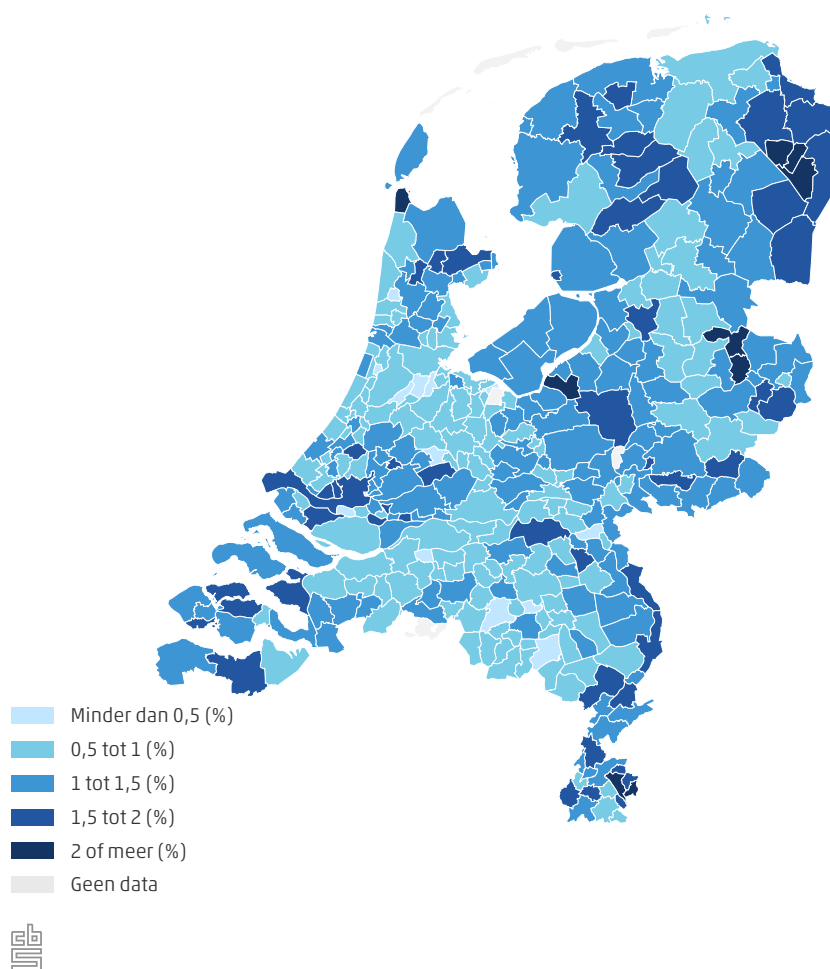 Minder dan 0,5 (%)
0,5 tot 1 (%)
1 tot 1,5 (%)
1,5 tot 2 (%)
2 of meer (%)
Geen data
cb